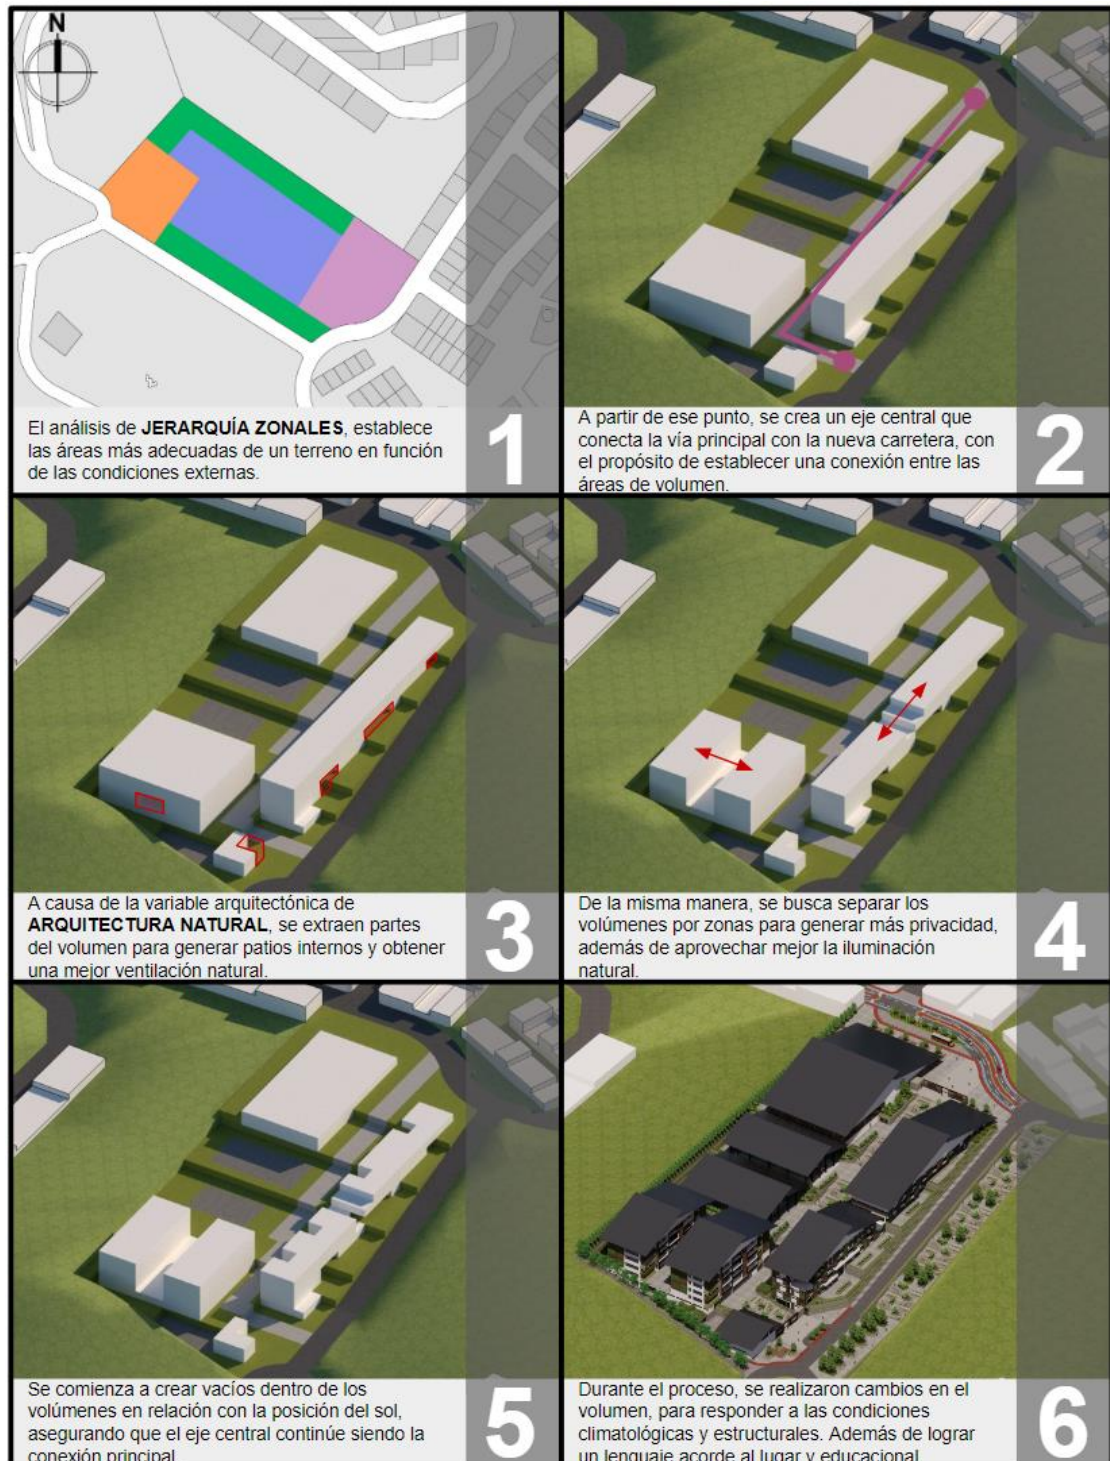 N
El análisis de JERARQUÍA ZONALES, establece
las áreas más adecuadas de un terreno en función
de las condiciones externas.
1
A partir de ese punto, se crea un eje central que
conecta la vía principal con la nueva carretera, con
el propósito de establecer una conexión entre las
áreas de volumen.
2
A causa de la variable arquitectónica de
ARQUITECTURA NATURAL, se extraen partes
del volumen para generar patios internos y obtener
una mejor ventilación natural.
3
De la misma manera, se busca separar los
volúmenes por zonas para generar más privacidad,
además de aprovechar mejor la iluminación
natural.
4
Se comienza a crear vacíos dentro de los
volúmenes en relación con la posición del sol,
asegurando que el eje central continúe siendo la
conexión principal
5
Durante el proceso, se realizaron cambios en el
volumen, para responder a las condiciones
climatológicas y estructurales. Además de lograr
un lenguaje acorde al lugar y educacional
6